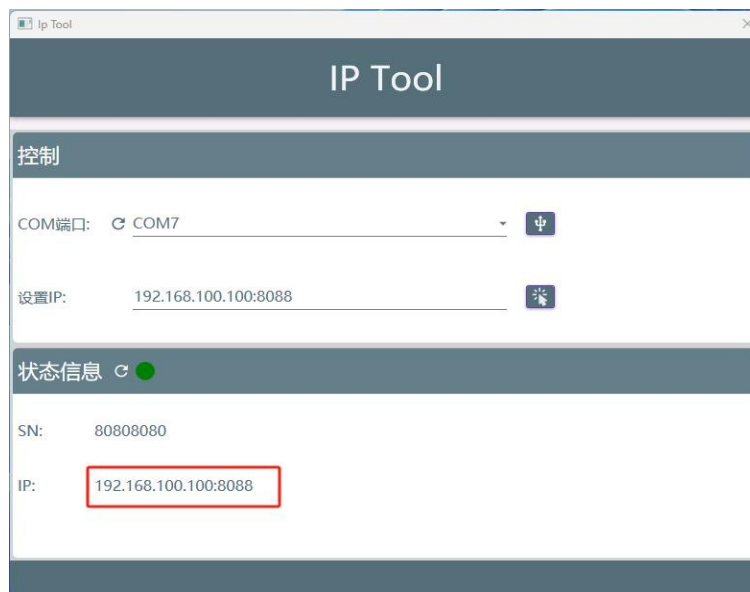 Ip Tool
IP Tool
控制
COM端口: COM7
设置IP: 192.168.100.100:8088
状态信息
SN: 80808080
IP: 192.168.100.100:8088